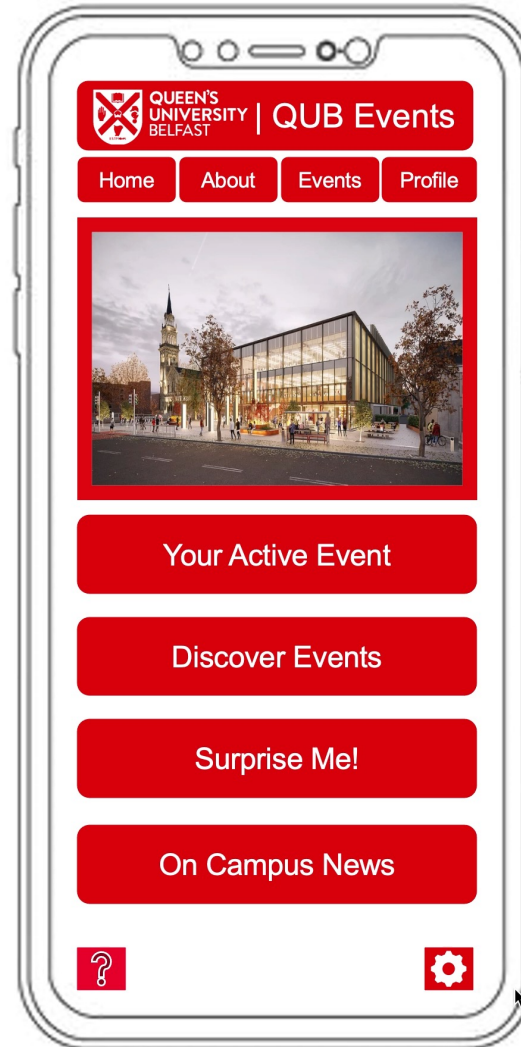 QUEEN'S
UNIVERSITY
BELFAST
| QUB Events
Home
About
Events
Profile
Your Active Event
Discover Events
Surprise Me!
On Campus News
?